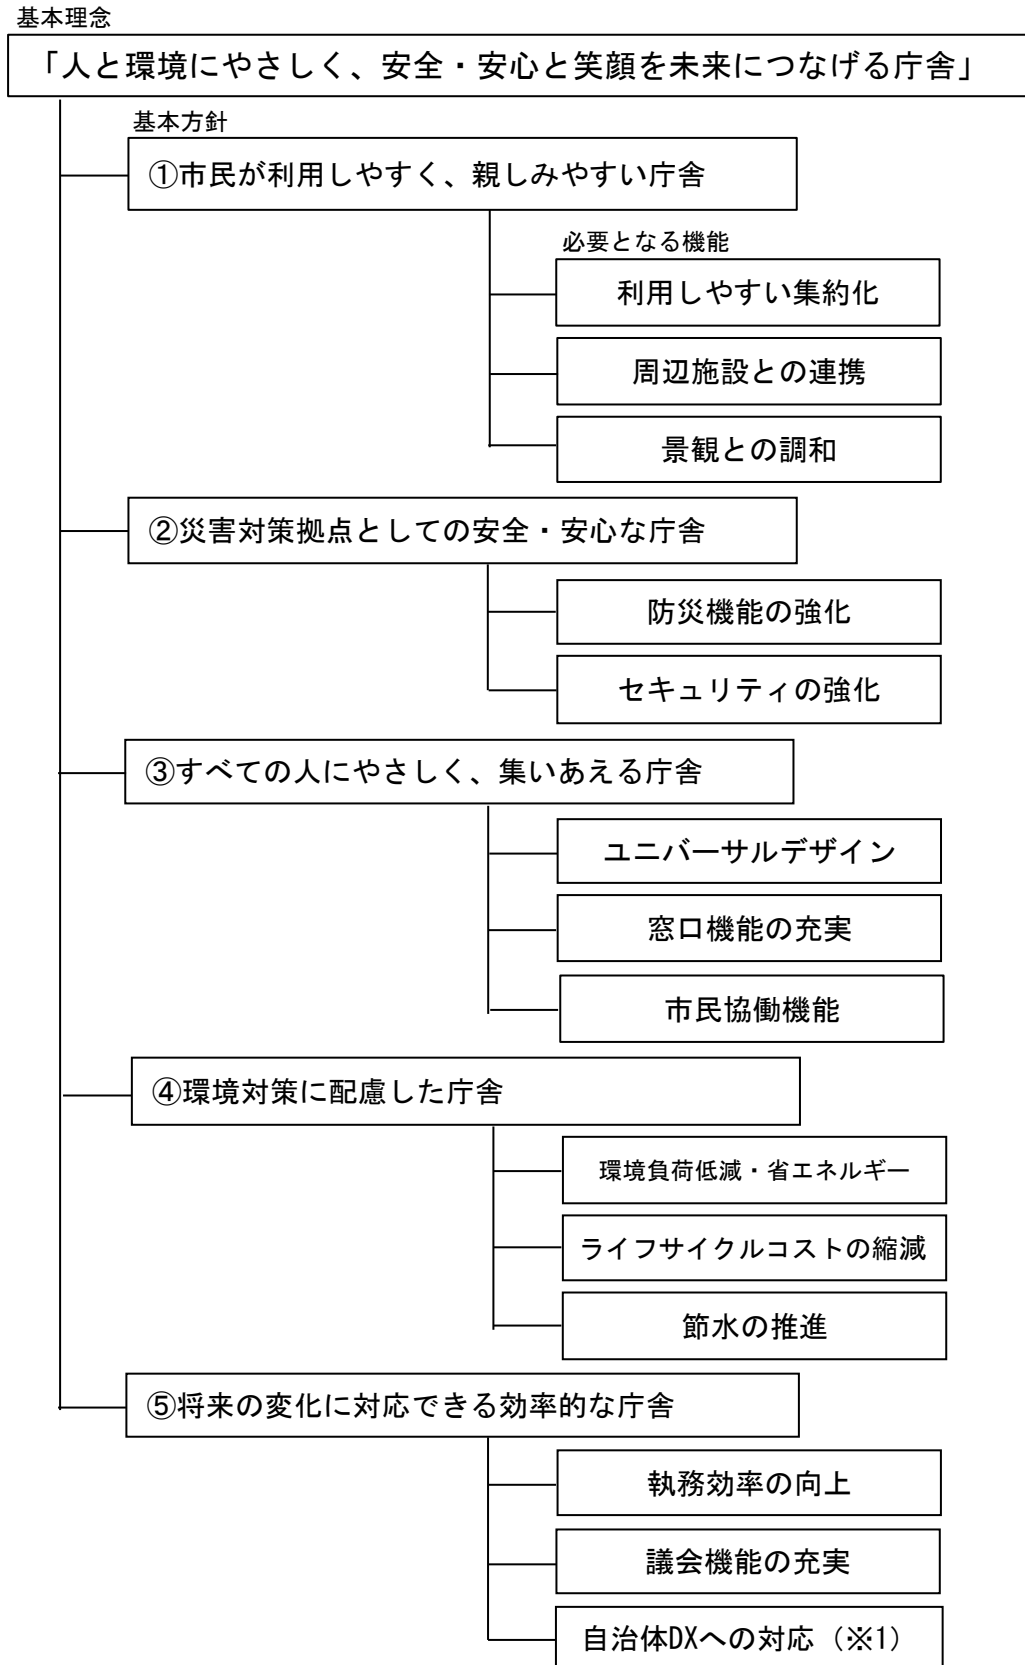 基本理念
「人と環境にやさしく、安全・安心と笑顔を未来につなげる庁舎」
基本方針
①市民が利用しやすく、親しみやすい庁舎
必要となる機能
利用しやすい集約化
周辺施設との連携
景観との調和
②災害対策拠点としての安全・安心な庁舎
防災機能の強化
セキュリティの強化
③すべての人にやさしく、集いあえる庁舎
ユニバーサルデザイン
窓口機能の充実
市民協働機能
④環境対策に配慮した庁舎
環境負荷低減・省エネルギー
ライフサイクルコストの縮減
節水の推進
⑤将来の変化に対応できる効率的な庁舎
執務効率の向上
議会機能の充実
自治体DXへの対応（※1）